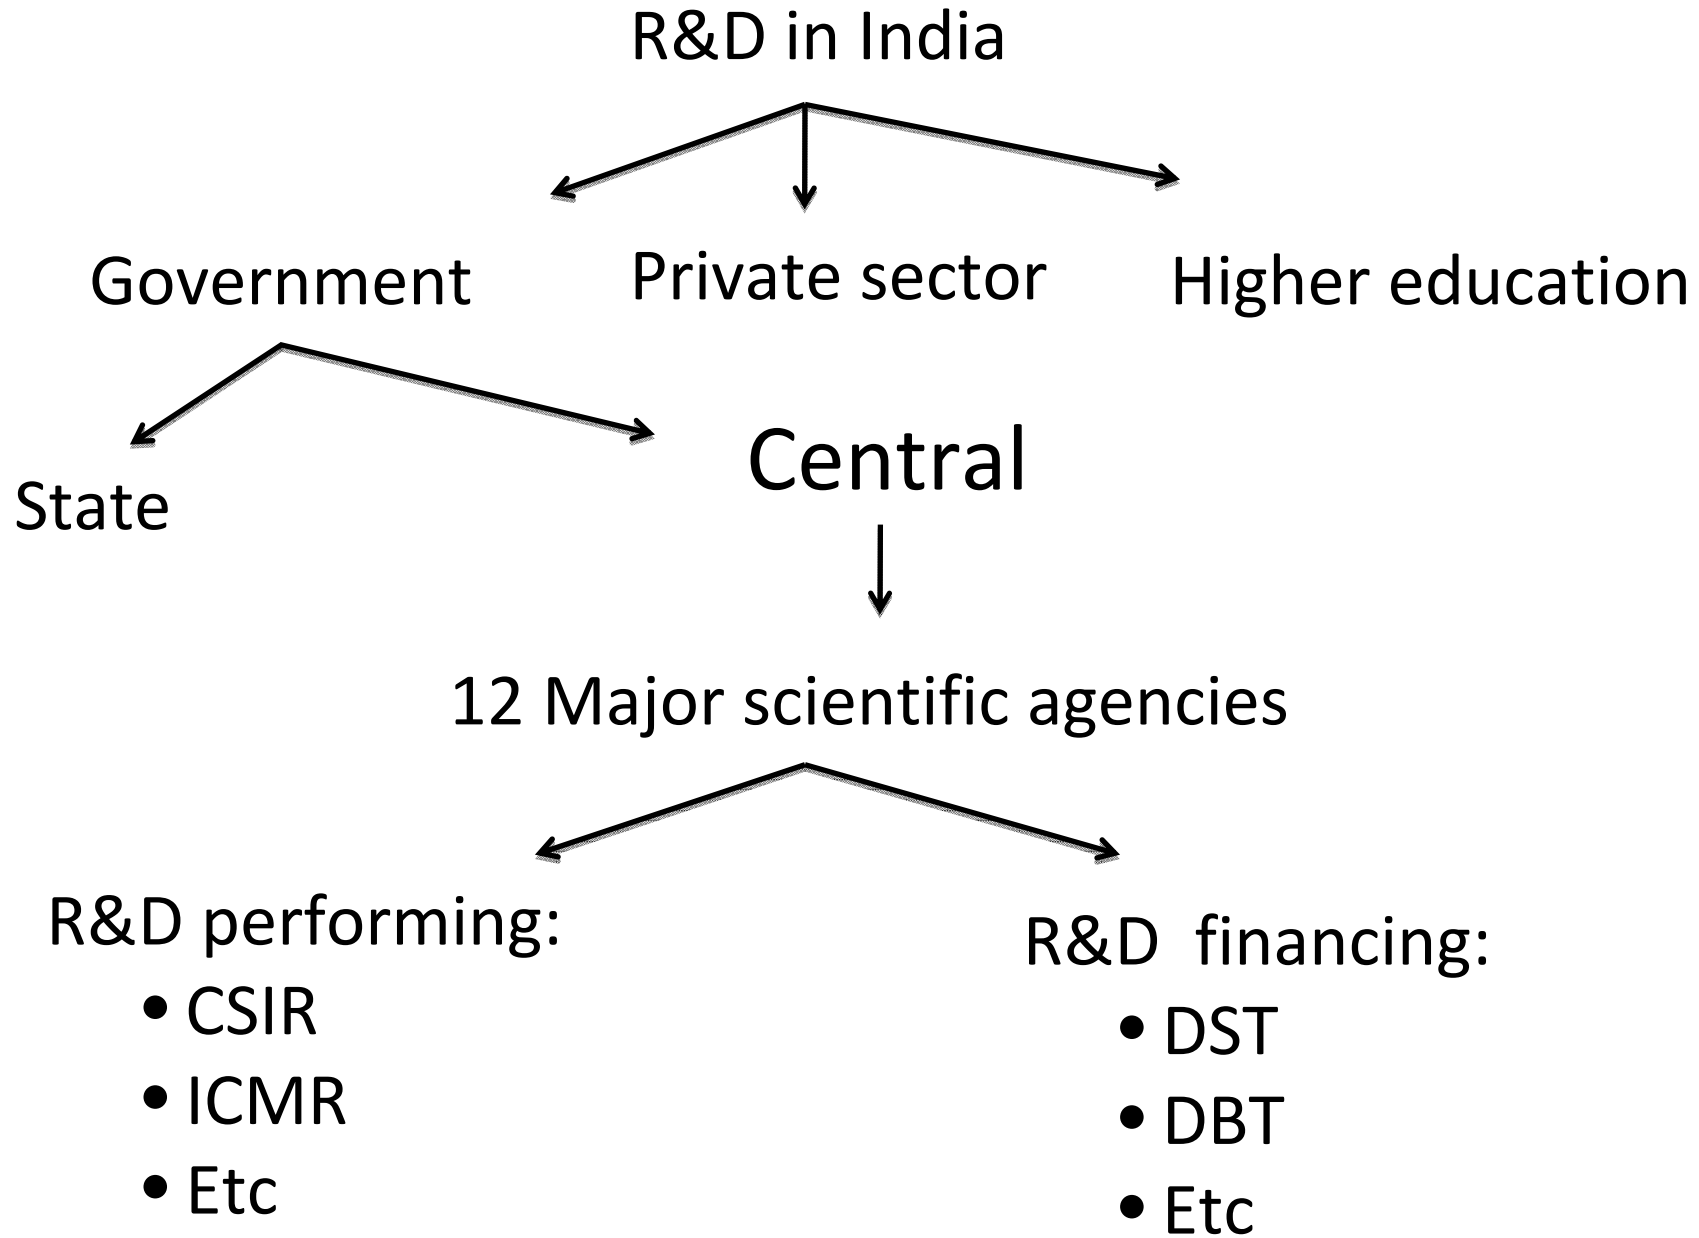 R&D in India
Government
Private sector
Higher education
State
Central
12 Major scientific agencies
R&D performing:
• CSIR
• ICMR
• Etc
R&D financing:
• DST
• DBT
• Etc